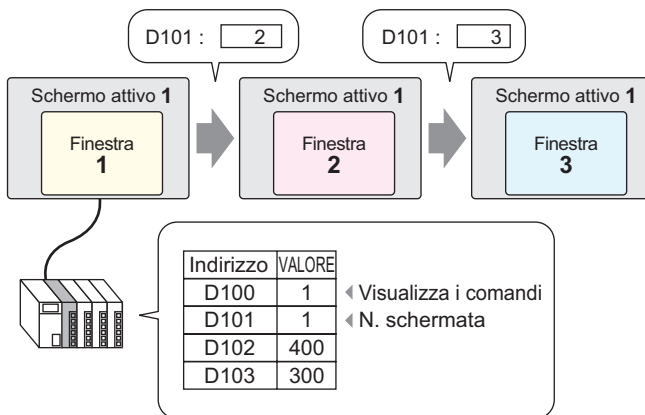 D101 : 2
D101 : 3
Schermo attivo 1
Schermo attivo 1
Schermo attivo 1
Finestra
1
Finestra
2
Finestra
3
Indirizzo VALORE
D100 1 Visualizza i comandi
D101 1 N. schermata
D102 400
D103 300